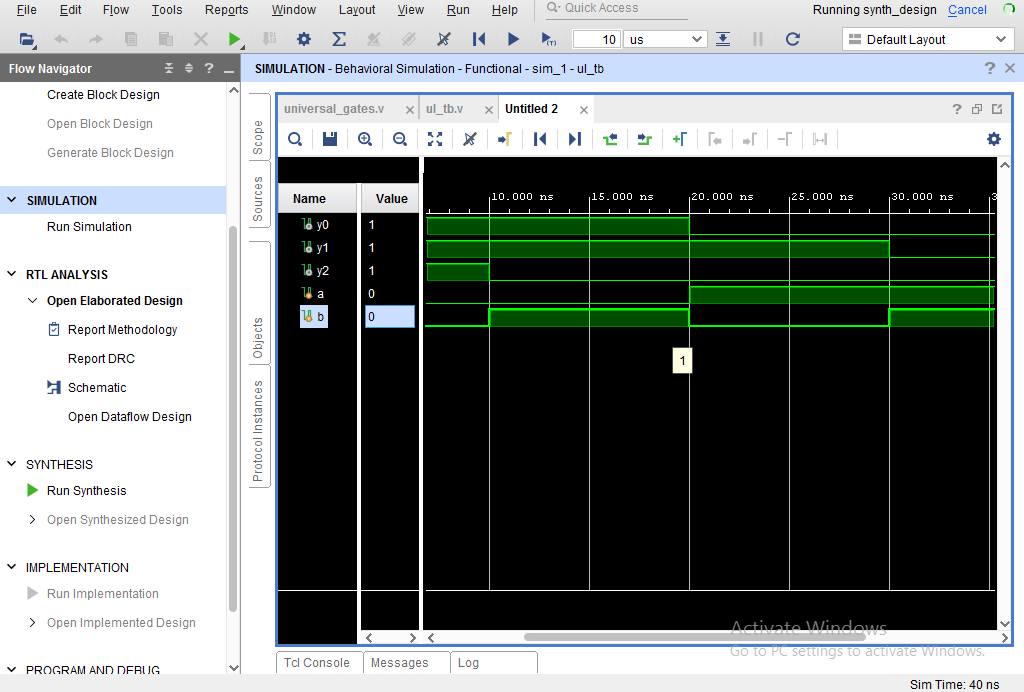 File Edit Flow Tools Reports Window Layout View Run Help Quick Access Running synth_design Cancel
10 us Default Layout
Flow Navigator ? _
SIMULATION - Behavioral Simulation - Functional - sim_1 - ul_tb ? ×
Create Block Design
Open Block Design
Generate Block Design
SIMULATION
Run Simulation
RTL ANALYSIS
Open Elaborated Design
Report Methodology
Report DRC
Schematic
Open Dataflow Design
SYNTHESIS
Run Synthesis
Open Synthesized Design
IMPLEMENTATION
Run Implementation
Open Implemented Design
PROGRAM AND DEBUG
Scope
Sources
Objects
Protocol Instances
universal_gates.v × ul_tb.v × Untitled 2 × ?
Name Value
10.000 ns 15.000 ns 20.000 ns 25.000 ns 30.000 ns 3
y0 1
y1 1
y2 1
a 0
b 0
1
Activate Windows
Go to PC settings to activate Windows.
Tcl Console Messages Log
Sim Time: 40 ns